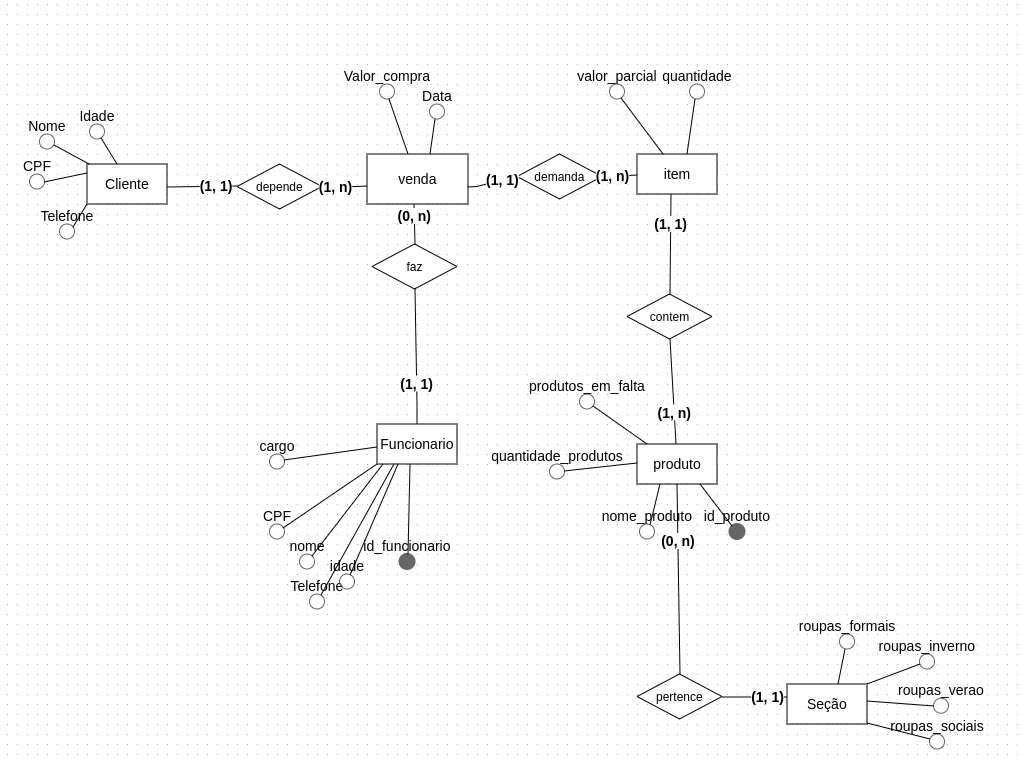 Valor_compra
valor_parcial
quantidade
Data
Idade
Nome
CPF
Cliente
(1, 1)
depende
(1, n)
venda
(1, 1)
demanda
(1, n)
item
Telefone
(0, n)
(1, 1)
faz
contem
(1, 1)
produtos_em_falta
(1, n)
cargo
Funcionario
quantidade_produtos
produto
CPF
nome
id_funcionario
idade
Telefone
nome_produto
id_produto
(0, n)
roupas_formais
roupas_inverno
pertence
(1, 1)
Seção
roupas_verao
roupas_sociais